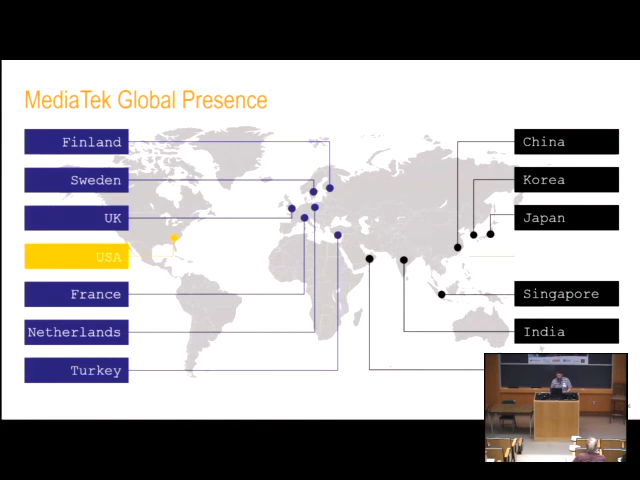 MediaTek Global Presence
Finland
Sweden
UK
USA
France
Netherlands
Turkey
China
Korea
Japan
Singapore
India